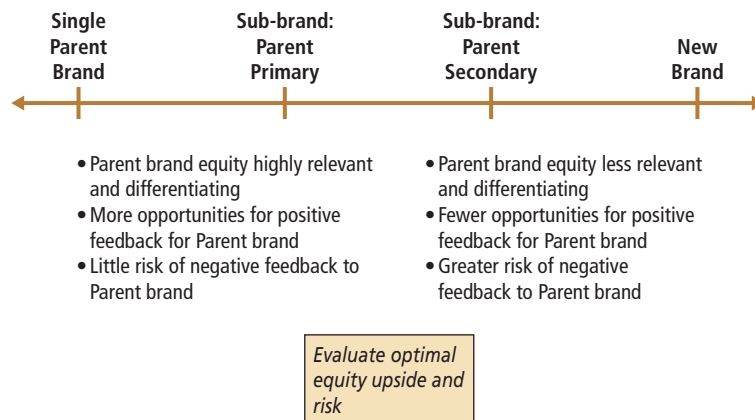 Single
Parent
Brand
Sub-brand:
Parent
Primary
Sub-brand:
Parent
Secondary
New
Brand
• Parent brand equity highly relevant
and differentiating
• More opportunities for positive
feedback for Parent brand
• Little risk of negative feedback to
Parent brand
• Parent brand equity less relevant
and differentiating
• Fewer opportunities for positive
feedback for Parent brand
• Greater risk of negative
feedback to Parent brand
Evaluate optimal
equity upside and
risk